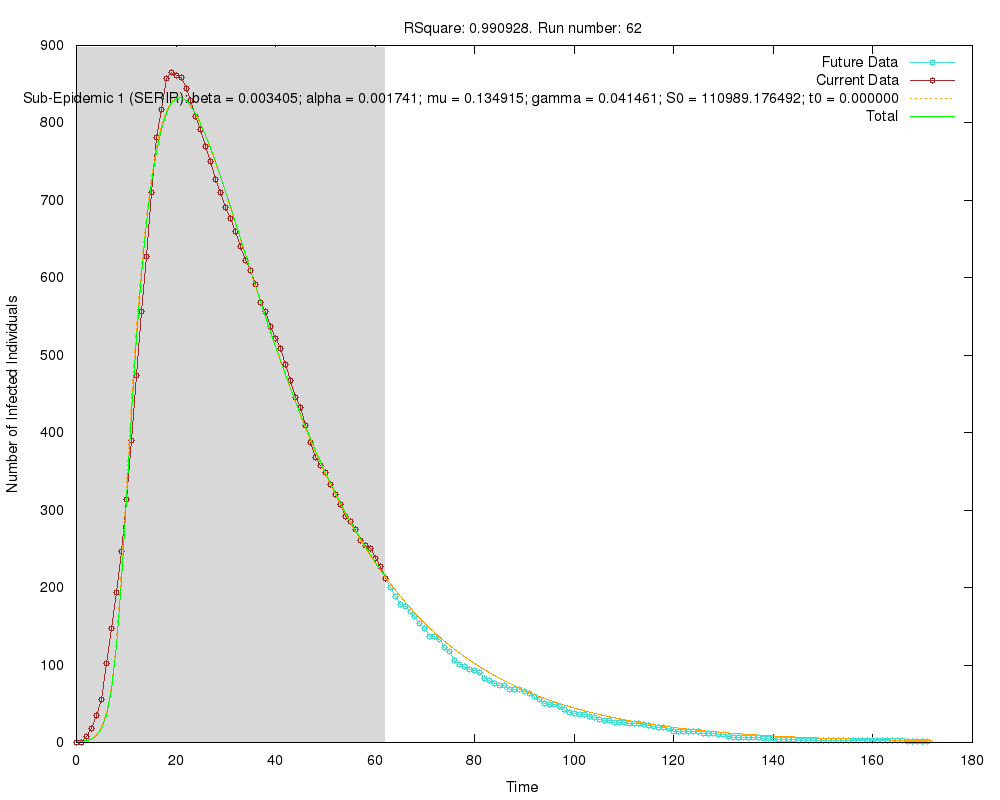 RSquare: 0.990928. Run number: 62
Future Data
Current Data
Sub-Epidemic 1 (SERIR); beta = 0.003405; alpha = 0.001741; mu = 0.134915; gamma = 0.041461; S0 = 110989.176492; t0 = 0.000000
Total
Number of Infected Individuals
900
800
700
600
500
400
300
200
100
0
0 20 40 60 80 100 120 140 160 180
Time